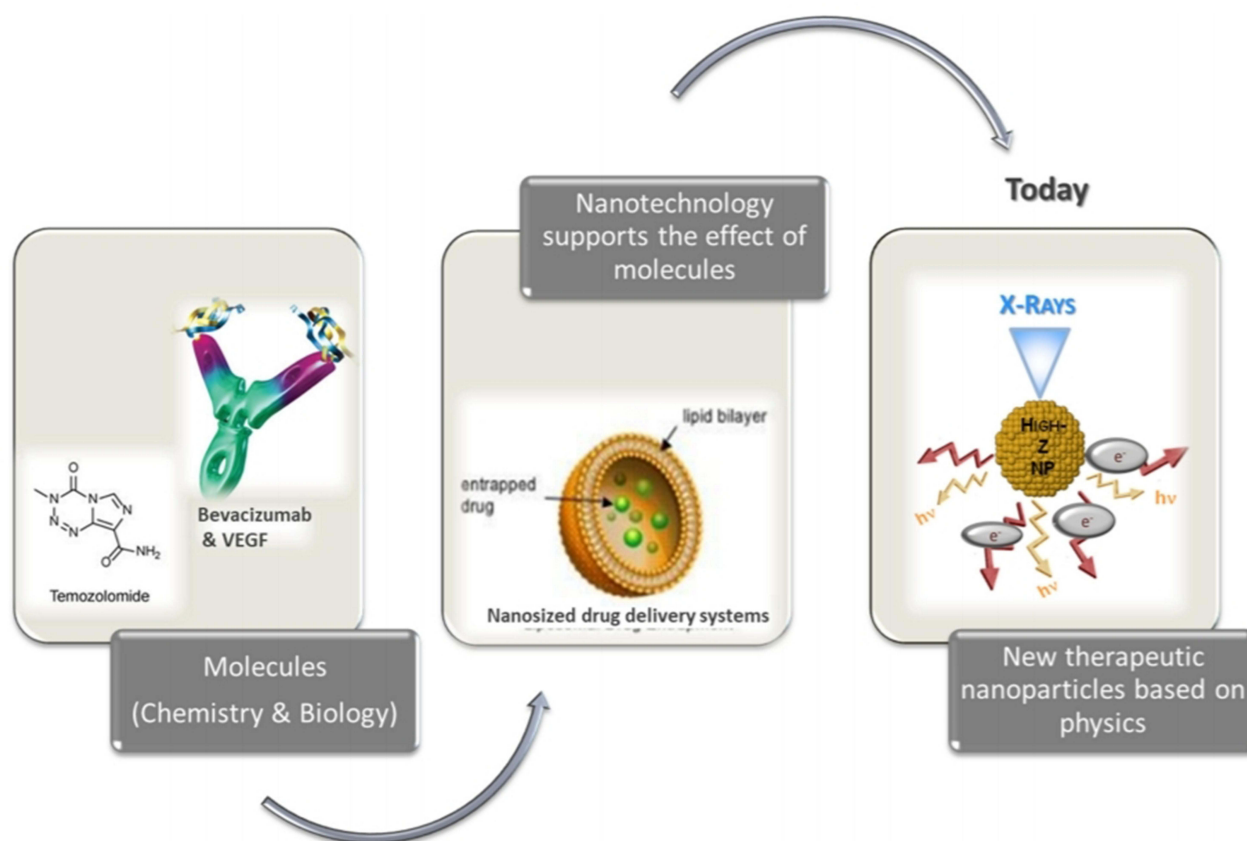 Bevacizumab
& VEGF
O
N
N
N
N
N
O
NH₂
Temozolomide
Molecules
(Chemistry & Biology)
Nanotechnology
supports the effect of
molecules
lipid bilayer
entrapped
drug
Nanosized drug delivery systems
Today
X-RAYS
HIGH-
Z
NP
e-
hν
hν
e-
e-
hν
New therapeutic
nanoparticles based on
physics